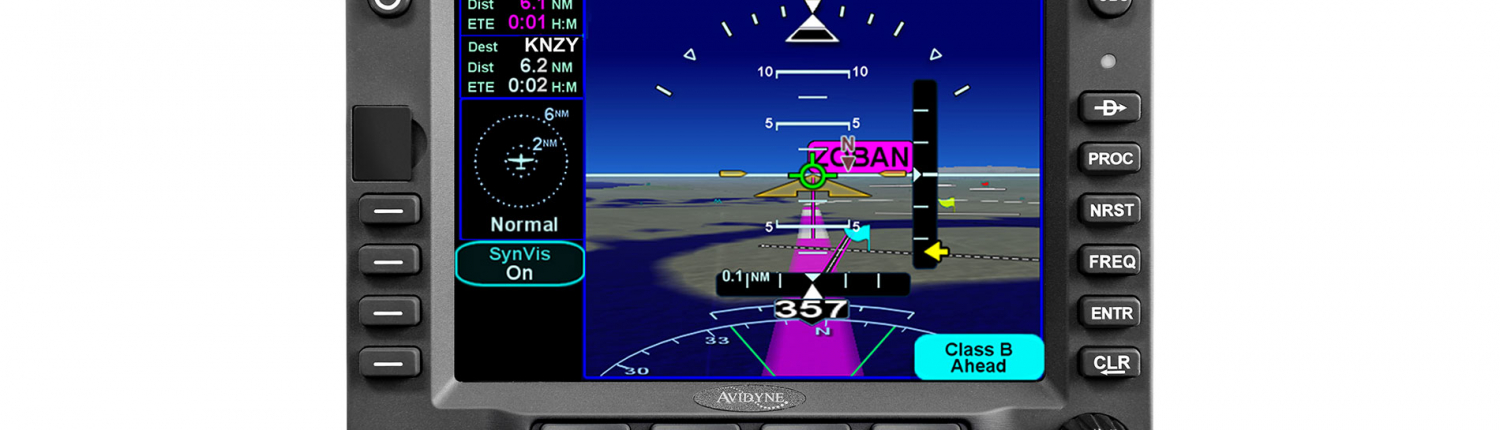 Dist 6.1 NM
ETE 0:01 H:M
Dest KNZY
Dist 6.2 NM
ETE 0:02 H:M
6NM
2NM
Normal
SynVis
On
10 10
5 5
N
ZOBAN
5 5
0.1 NM
357
33 N
30
Class B
Ahead
AVIDYNE
D
PROC
NRST
FREQ
ENTR
CLR